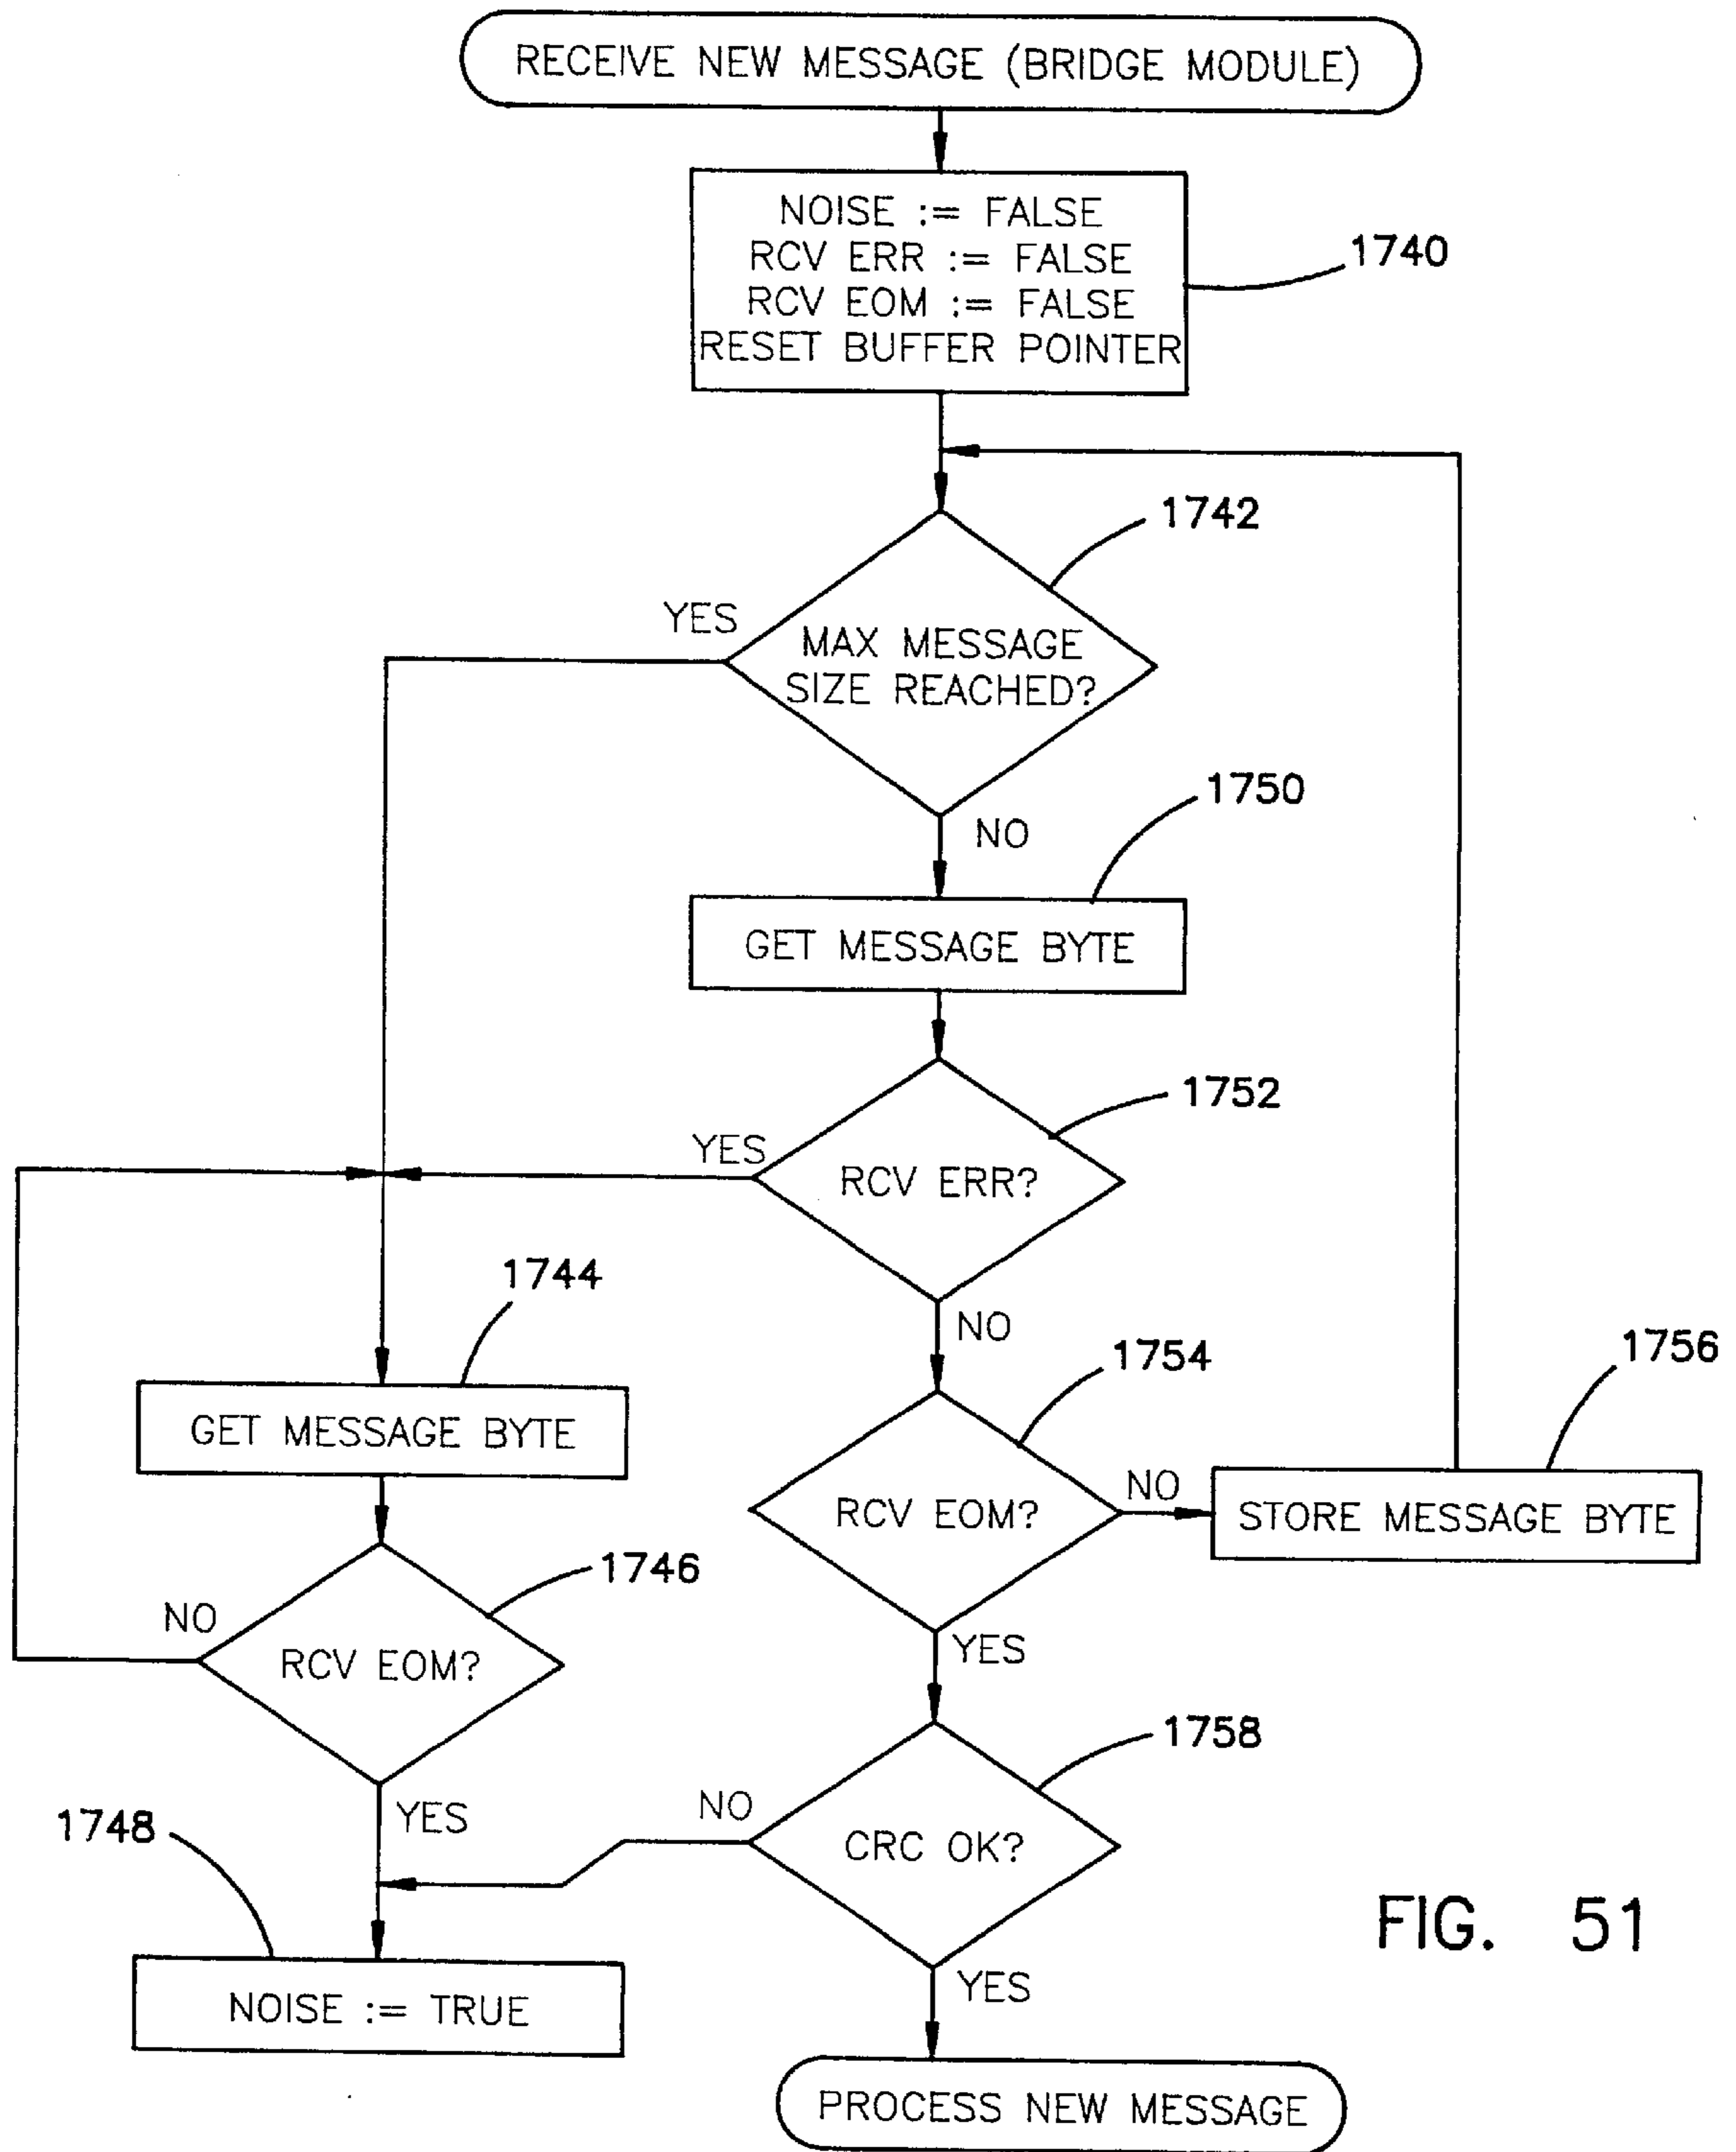 RECEIVE NEW MESSAGE (BRIDGE MODULE)
NOISE := FALSE
RCV ERR := FALSE
RCV EOM := FALSE
RESET BUFFER POINTER
1740
1742
YES
MAX MESSAGE
SIZE REACHED?
NO
1750
GET MESSAGE BYTE
1752
YES
RCV ERR?
NO
1744
GET MESSAGE BYTE
1754
RCV EOM?
NO
1756
STORE MESSAGE BYTE
1746
NO
RCV EOM?
YES
YES
1758
NO
CRC OK?
1748
NOISE := TRUE
YES
PROCESS NEW MESSAGE
FIG. 51